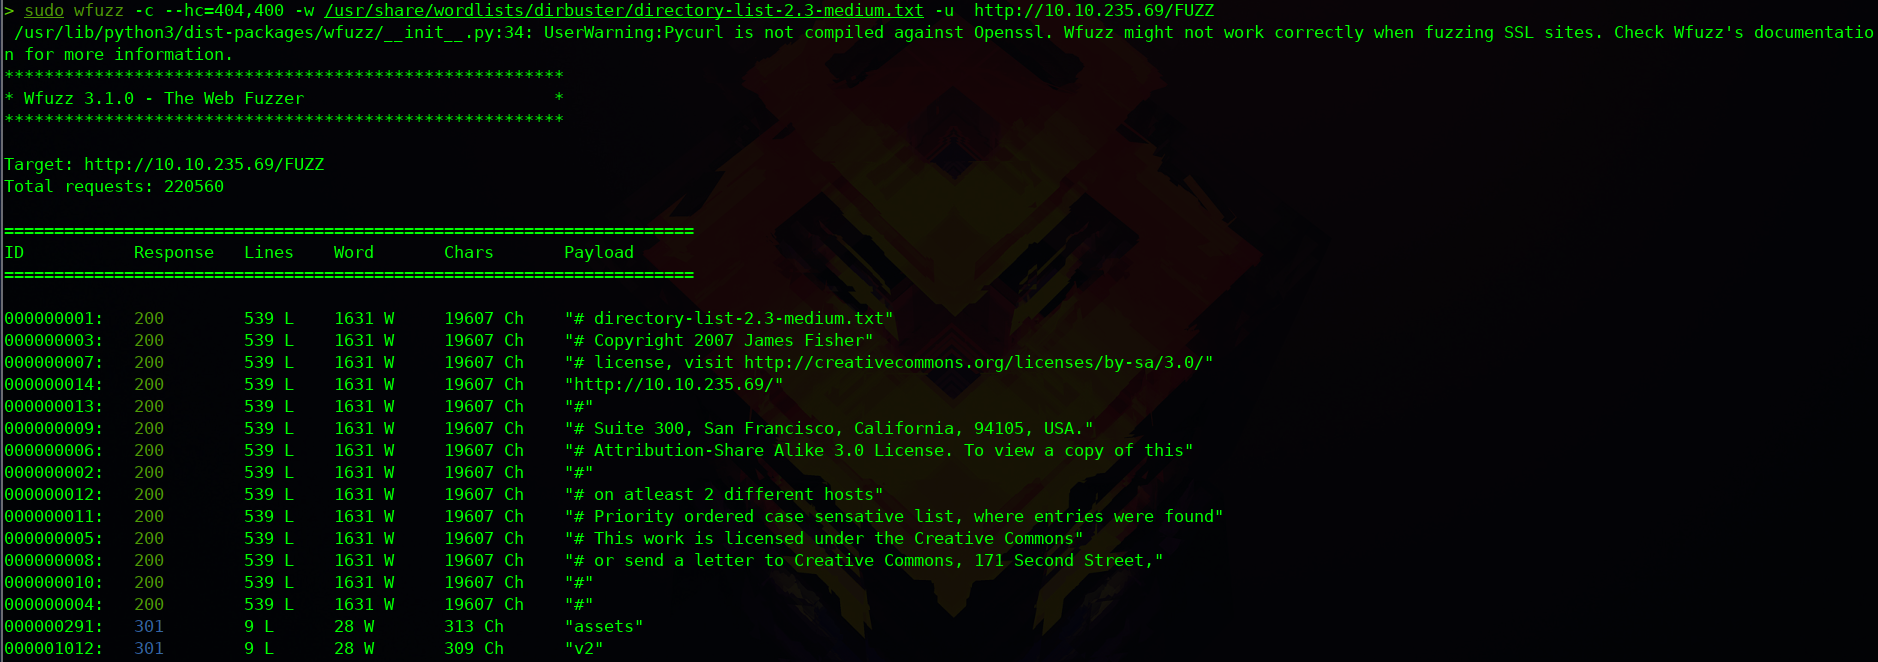 > sudo wfuzz -c --hc=404,400 -w /usr/share/wordlists/dirbuster/directory-list-2.3-medium.txt -u  http://10.10.235.69/FUZZ
 /usr/lib/python3/dist-packages/wfuzz/__init__.py:34: UserWarning:Pycurl is not compiled against Openssl. Wfuzz might not work correctly when fuzzing SSL sites. Check Wfuzz's documentatio
n for more information.
********************************************************
* Wfuzz 3.1.0 - The Web Fuzzer                         *
********************************************************

Target: http://10.10.235.69/FUZZ
Total requests: 220560

=====================================================================
ID           Response   Lines    Word       Chars       Payload
=====================================================================

000000001:   200        539 L    1631 W     19607 Ch    "# directory-list-2.3-medium.txt"
000000003:   200        539 L    1631 W     19607 Ch    "# Copyright 2007 James Fisher"
000000007:   200        539 L    1631 W     19607 Ch    "# license, visit http://creativecommons.org/licenses/by-sa/3.0/"
000000014:   200        539 L    1631 W     19607 Ch    "http://10.10.235.69/"
000000013:   200        539 L    1631 W     19607 Ch    "#"
000000009:   200        539 L    1631 W     19607 Ch    "# Suite 300, San Francisco, California, 94105, USA."
000000006:   200        539 L    1631 W     19607 Ch    "# Attribution-Share Alike 3.0 License. To view a copy of this"
000000002:   200        539 L    1631 W     19607 Ch    "#"
000000012:   200        539 L    1631 W     19607 Ch    "# on atleast 2 different hosts"
000000011:   200        539 L    1631 W     19607 Ch    "# Priority ordered case sensative list, where entries were found"
000000005:   200        539 L    1631 W     19607 Ch    "# This work is licensed under the Creative Commons"
000000008:   200        539 L    1631 W     19607 Ch    "# or send a letter to Creative Commons, 171 Second Street,"
000000010:   200        539 L    1631 W     19607 Ch    "#"
000000004:   200        539 L    1631 W     19607 Ch    "#"
000000291:   301        9 L      28 W       313 Ch      "assets"
000001012:   301        9 L      28 W       309 Ch      "v2"